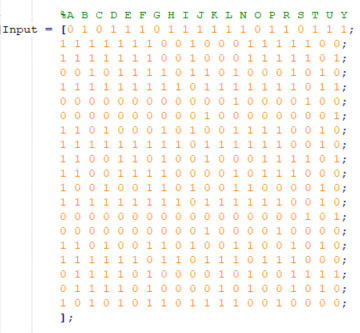 %A B C D E F G H I J K L N O P R S T U Y
Input = [0 1 0 1 1 1 0 1 1 1 1 1 1 0 1 1 0 1 1 1;
1 1 1 1 1 1 1 0 0 1 0 0 0 1 1 1 1 1 0 0;
1 1 1 1 1 1 0 0 1 0 0 0 1 1 1 1 1 0 1 0;
0 0 1 0 1 1 1 0 1 1 0 1 0 0 0 1 0 0 1 0;
1 1 1 1 1 1 1 1 0 1 1 1 1 1 1 1 1 0 0 0;
0 0 0 0 0 0 0 0 0 0 0 0 0 0 0 0 0 0 1 0;
0 0 0 0 0 0 0 0 0 0 1 0 0 0 0 0 0 0 0 1;
1 1 0 1 0 0 0 1 0 1 1 0 0 1 1 0 0 0 1 0;
1 1 1 1 1 1 1 1 1 0 1 1 1 1 1 1 1 1 0 0;
1 1 0 0 1 1 0 1 0 0 1 0 0 0 1 1 1 1 0 1;
1 1 0 0 1 1 1 1 0 0 0 0 1 0 1 1 1 0 0 0;
1 0 0 1 0 0 1 1 0 1 0 0 1 1 0 0 0 0 1 0;
1 1 1 1 1 1 1 1 0 1 1 1 1 1 1 1 1 0 0 0;
0 0 0 0 0 0 0 0 0 0 0 0 0 0 0 0 0 1 0 1;
0 0 0 0 0 0 0 0 1 0 0 0 1 0 0 1 0 0 0 0;
1 1 0 1 0 0 1 1 0 1 0 0 1 1 0 0 0 0 1 0;
1 1 1 1 1 0 1 1 0 1 1 1 1 0 0 1 1 0 0 0;
0 1 0 1 1 1 1 0 0 0 1 0 0 1 0 0 1 1 1 1;
0 1 0 1 1 1 1 0 0 0 1 0 1 0 0 0 0 0 1 0;
1 0 1 0 1 0 1 1 0 1 1 1 1 0 0 1 0 0 0 0;
];